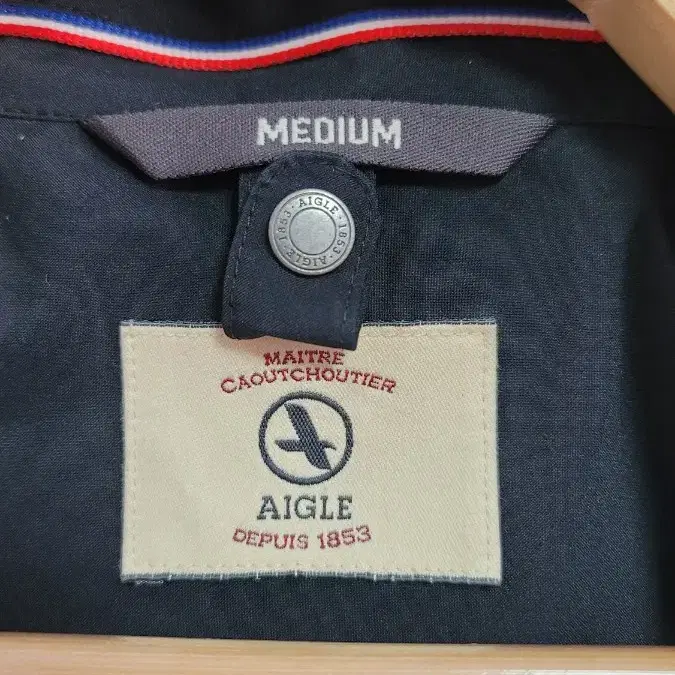 MEDIUM
AIGLE · 1853 · AIGLE · 1853 ·
MAITRE
CAOUTCHOUTIER
AIGLE
DEPUIS 1853